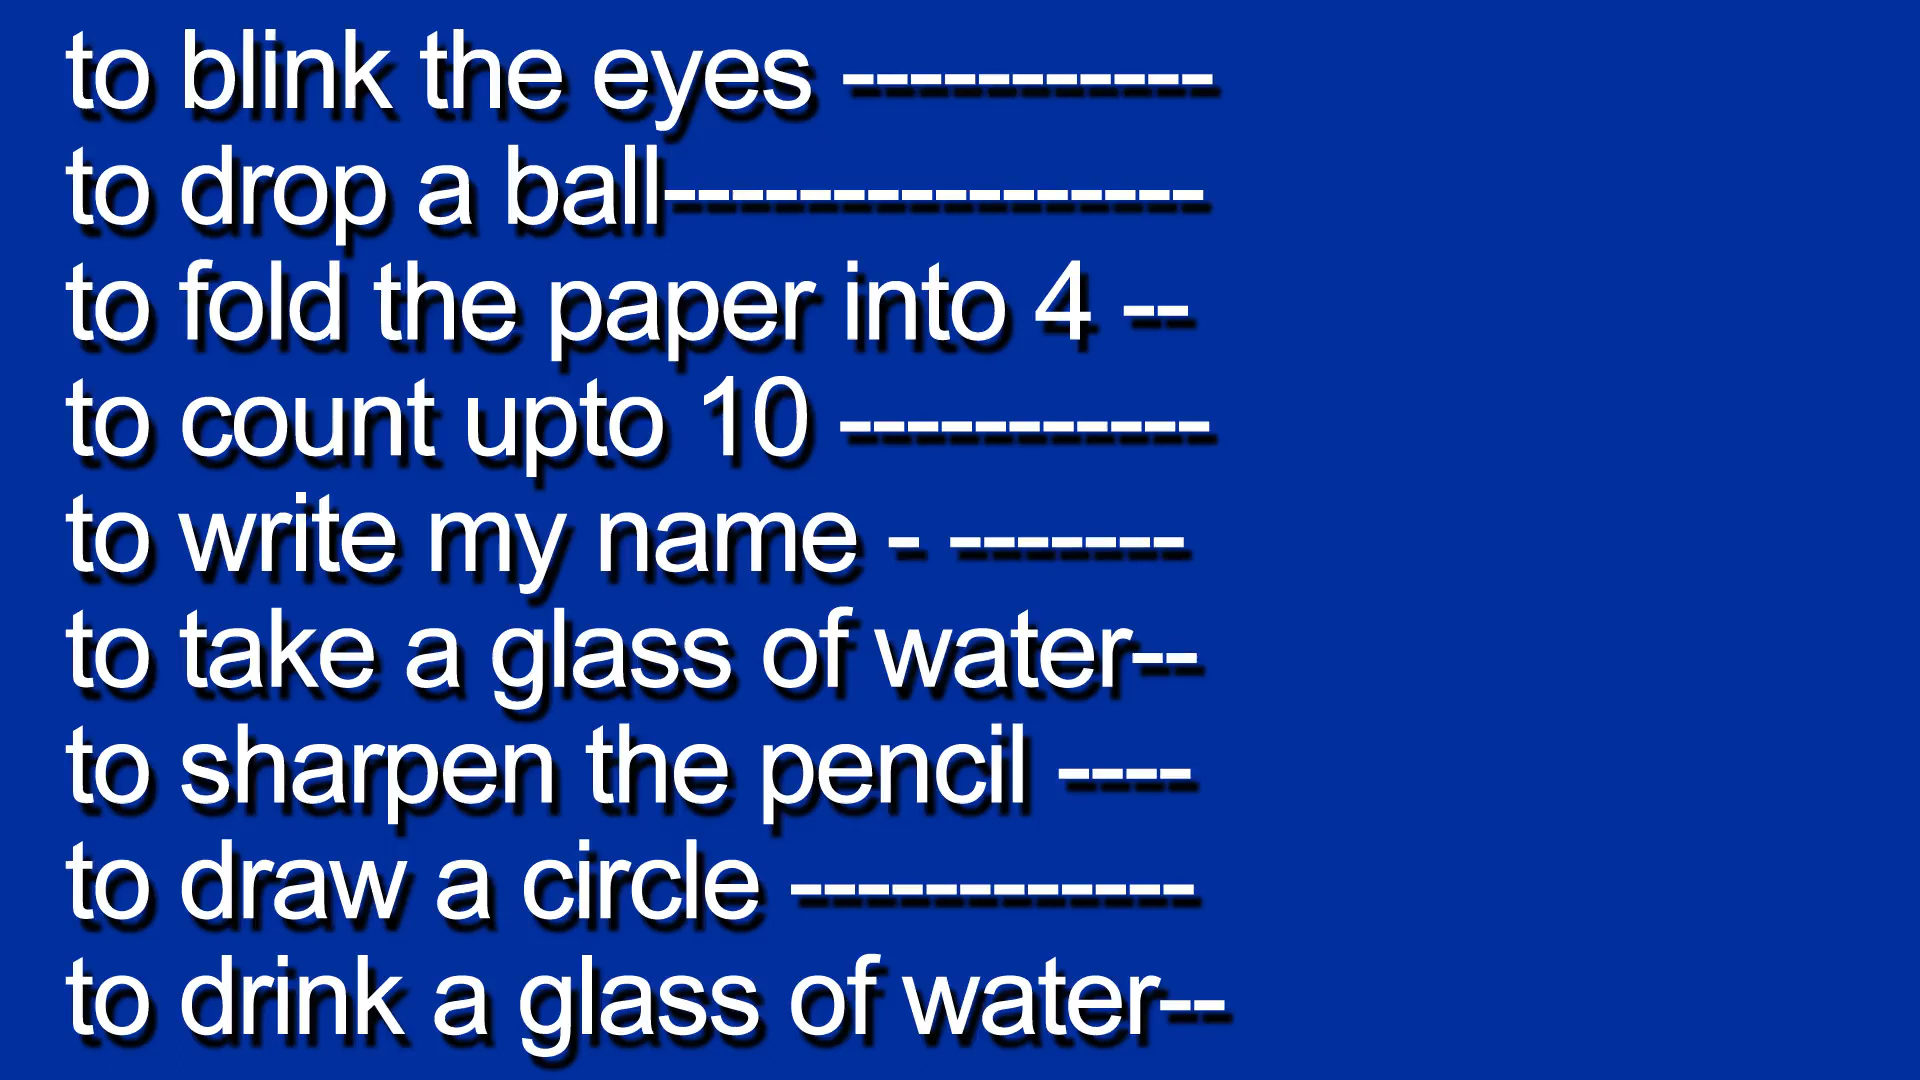 to blink the eyes -----------
to drop a ball----------------
to fold the paper into 4 --
to count upto 10 -----------
to write my name - -------
to take a glass of water--
to sharpen the pencil ----
to draw a circle ------------
to drink a glass of water--